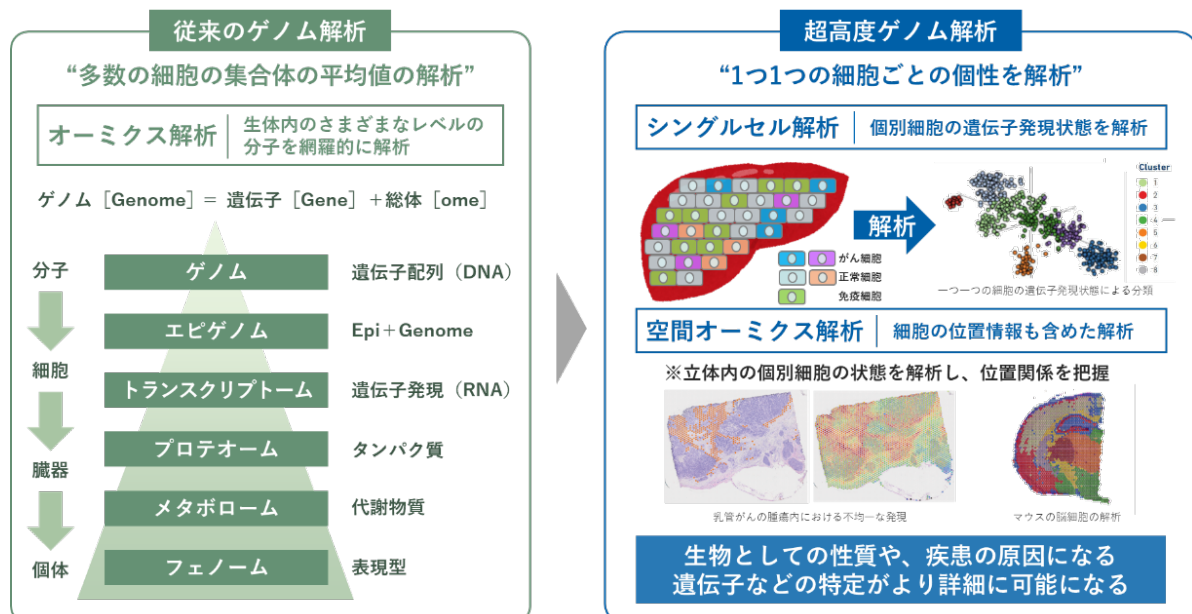 従来のゲノム解析
“多数の細胞の集合体の平均値の解析”
オーミクス解析
生体内のさまざまなレベルの
分子を網羅的に解析
ゲノム［Genome］＝ 遺伝子［Gene］＋総体［ome］
分子
細胞
臓器
個体
ゲノム
遺伝子配列（DNA）
エピゲノム
Epi＋Genome
トランスクリプトーム
遺伝子発現（RNA）
プロテオーム
タンパク質
メタボローム
代謝物質
フェノーム
表現型
超高度ゲノム解析
“1つ1つの細胞ごとの個性を解析”
シングルセル解析
個別細胞の遺伝子発現状態を解析
解析
がん細胞
正常細胞
免疫細胞
Cluster
1
2
3
4
5
6
7
8
一つ一つの細胞の遺伝子発現状態による分類
空間オーミクス解析
細胞の位置情報も含めた解析
※立体内の個別細胞の状態を解析し、位置関係を把握
乳管がんの腫瘍内における不均一な発現
マウスの脳細胞の解析
生物としての性質や、疾患の原因になる
遺伝子などの特定がより詳細に可能になる